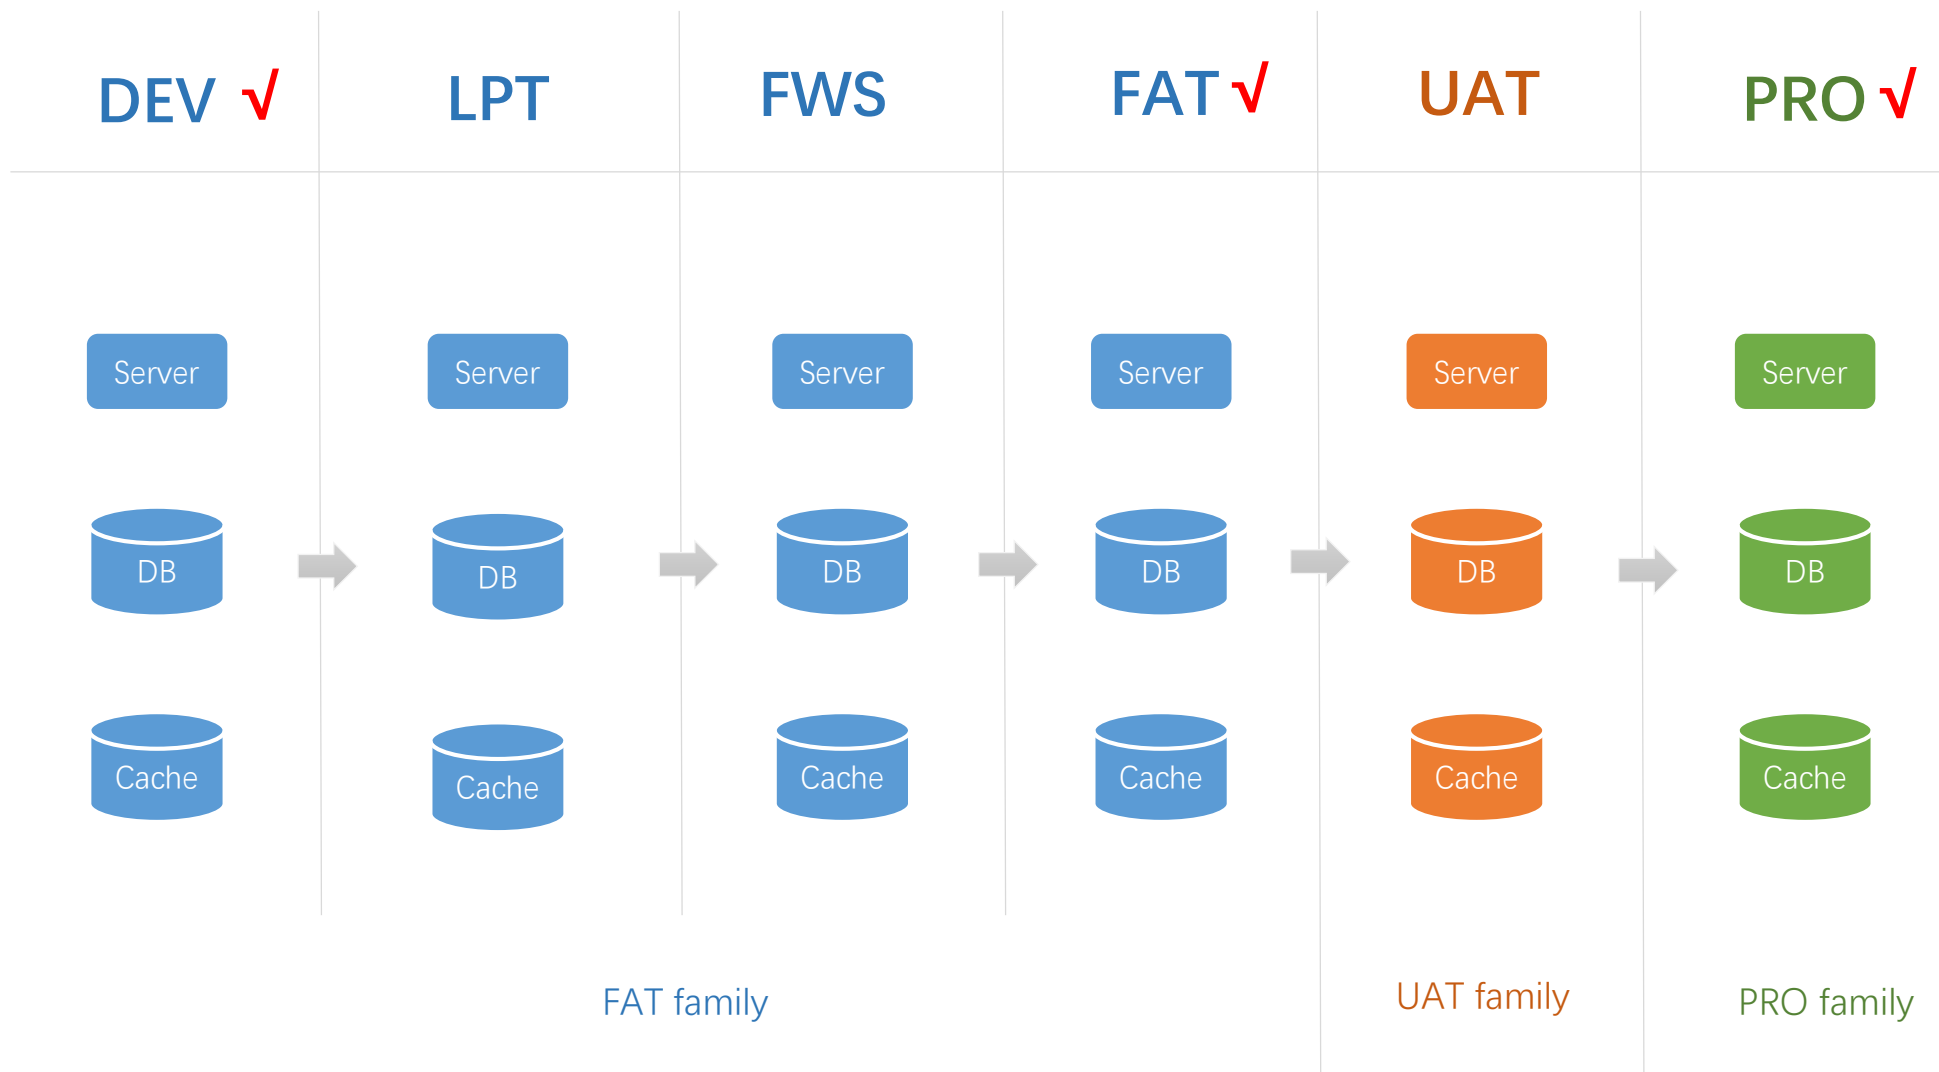 DEV √
LPT
FWS
FAT √
UAT
PRO √
Server
Server
Server
Server
Server
Server
DB
DB
DB
DB
DB
DB
Cache
Cache
Cache
Cache
Cache
Cache
FAT family
UAT family
PRO family